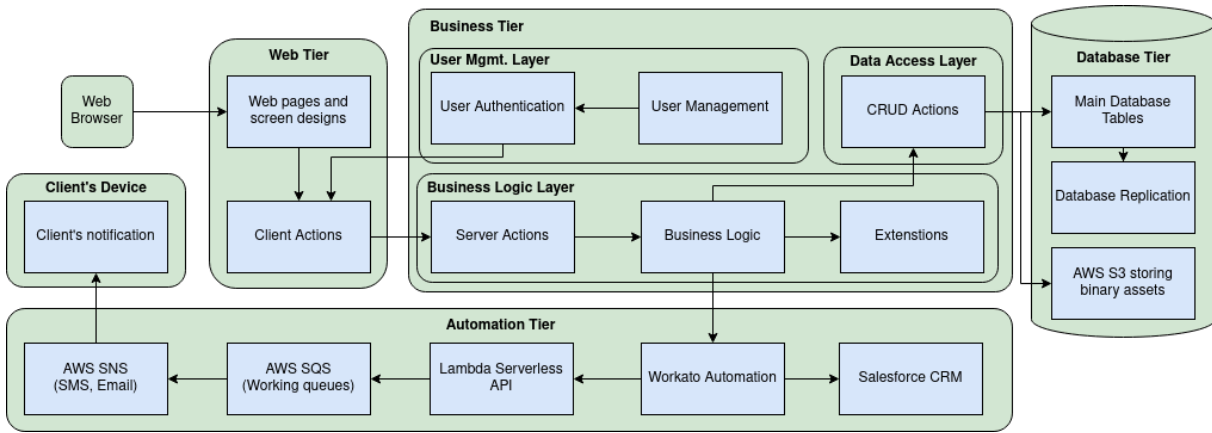 Business Tier
Web Tier
User Mgmt. Layer
Data Access Layer
Database Tier
Web
Browser
Web pages and
screen designs
User Authentication
User Management
CRUD Actions
Main Database
Tables
Client's Device
Business Logic Layer
Database Replication
Client's notification
Client Actions
Server Actions
Business Logic
Extenstions
AWS S3 storing
binary assets
Automation Tier
AWS SNS
(SMS, Email)
AWS SQS
(Working queues)
Lambda Serverless
API
Workato Automation
Salesforce CRM